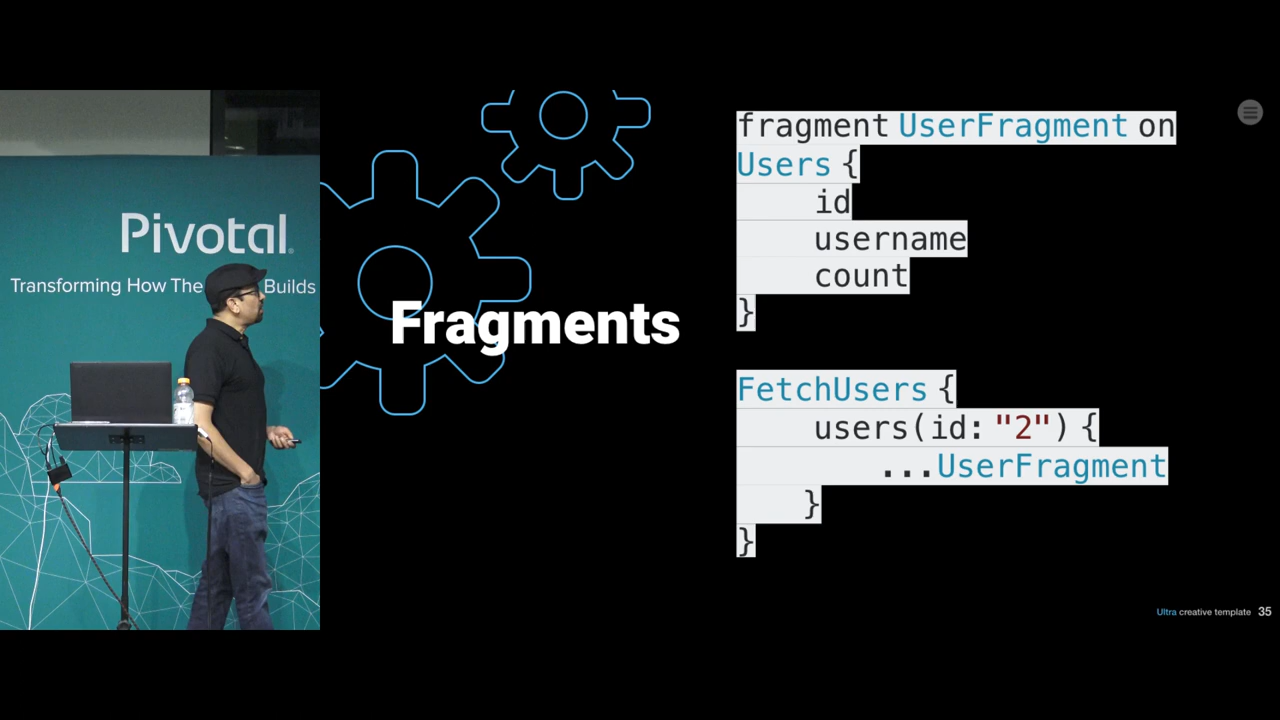 Pivotal
Transforming How The Builds
Fragments
fragment UserFragment on
Users {
id
username
count
}
FetchUsers {
users(id: "2") {
...UserFragment
}
}
Ultra creative template 35